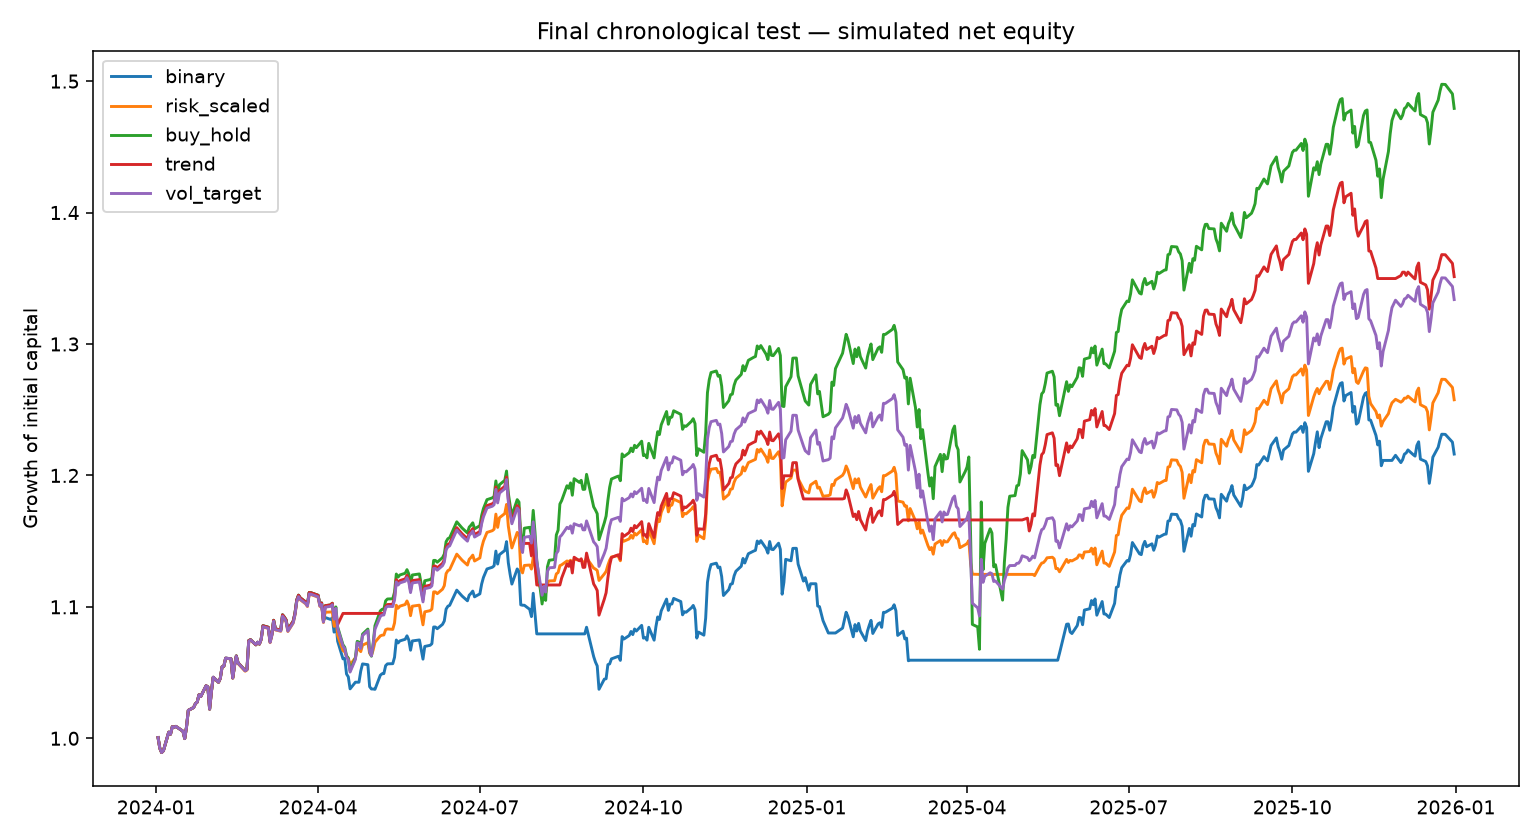 Final chronological test — simulated net equity
binary
risk_scaled
buy_hold
trend
vol_target
Growth of initial capital
1.5
1.4
1.3
1.2
1.1
1.0
2024-01 2024-04 2024-07 2024-10 2025-01 2025-04 2025-07 2025-10 2026-01